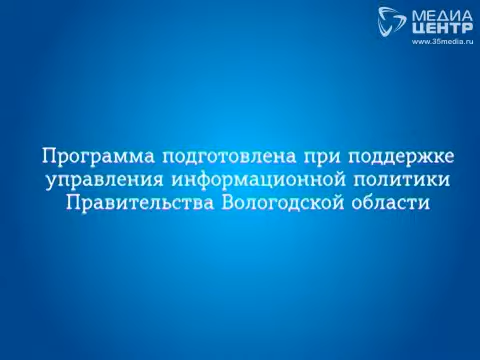 МЕДИА
ЦЕНТР
www.35media.ru
Программа подготовлена при поддержке
управления информационной политики
Правительства Вологодской области